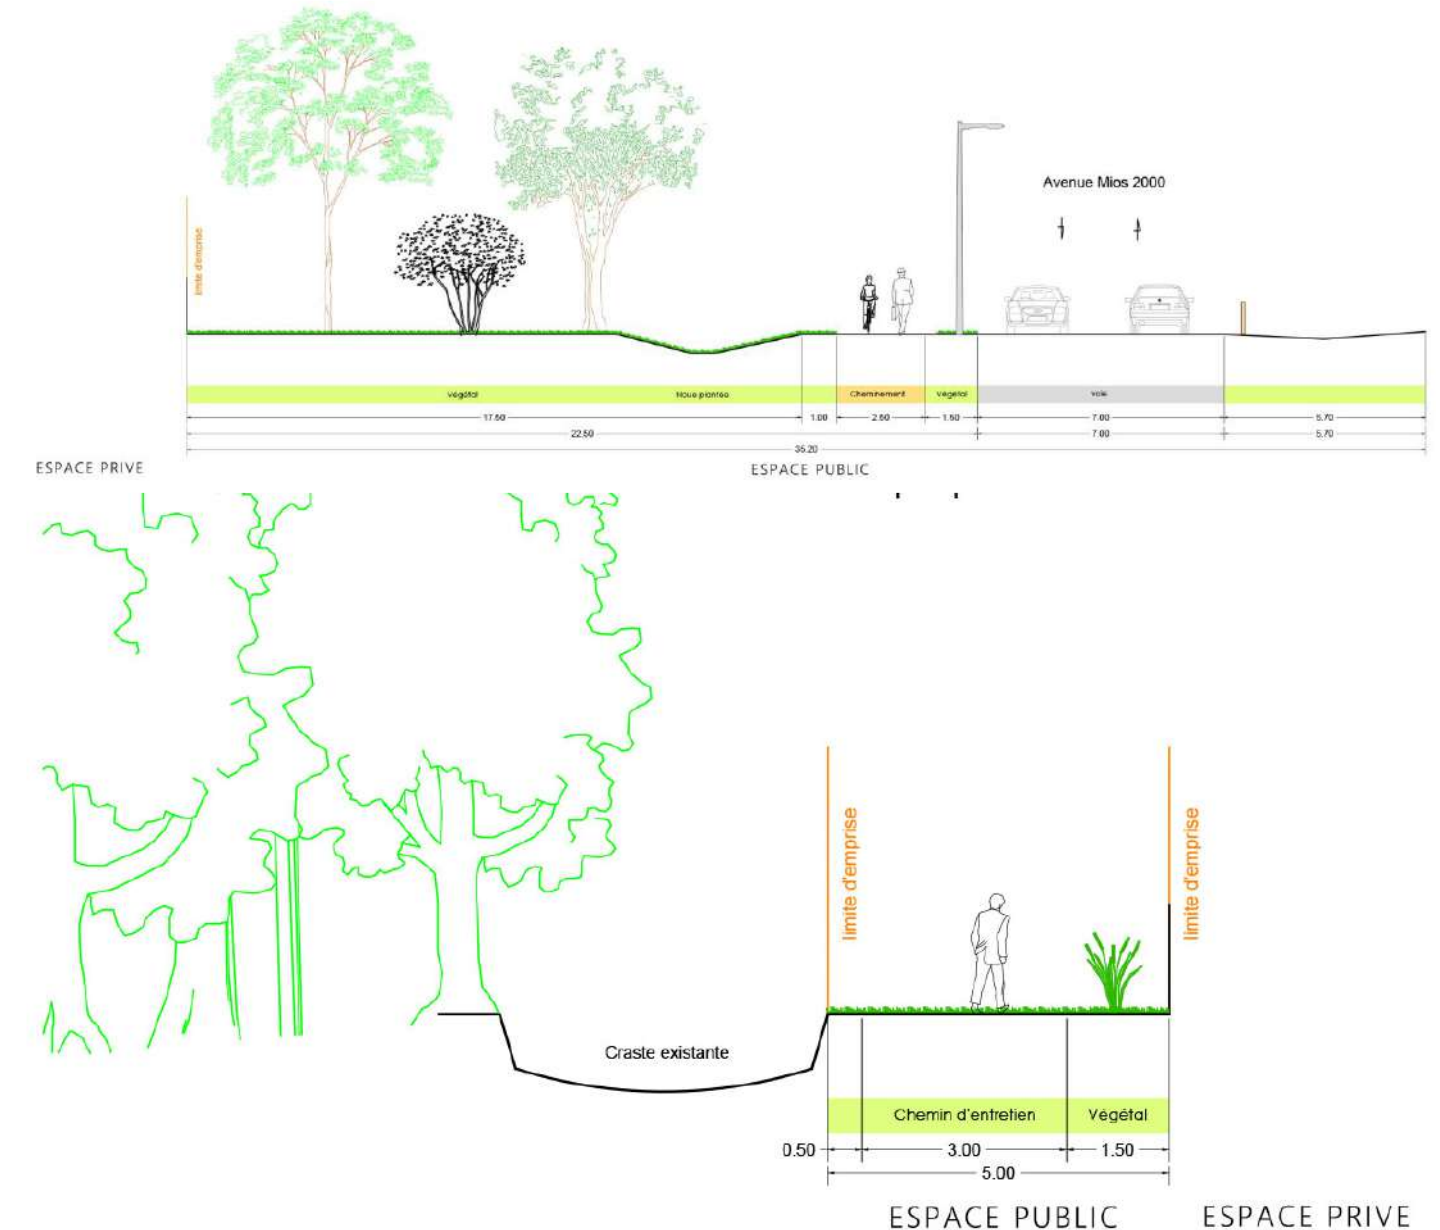 Avenue Mios 2000
limite d'emprise
végétal
Noue plantée
Cheminement
végétal
voie
17.50
1.00
2.50
1.50
7.00
5.70
22.50
7.00
5.70
35.20
ESPACE PRIVE
ESPACE PUBLIC
limite d'emprise
limite d'emprise
Craste existante
Chemin d'entretien
Végétal
0.50
3.00
1.50
5.00
ESPACE PUBLIC
ESPACE PRIVE